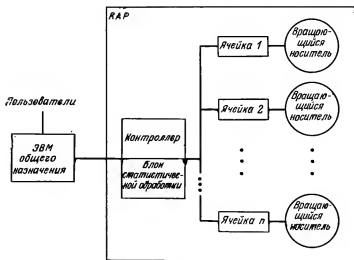 RAP
Пользователи
ЭВМ
общего
назначения
Контроллер
Блок
статистиче-
ной обработки
Ячейка 1
Вращаю-
щийся
носитель
Ячейка 2
Вращаю-
щийся
носитель
Ячейка n
Вращаю-
щийся
носитель